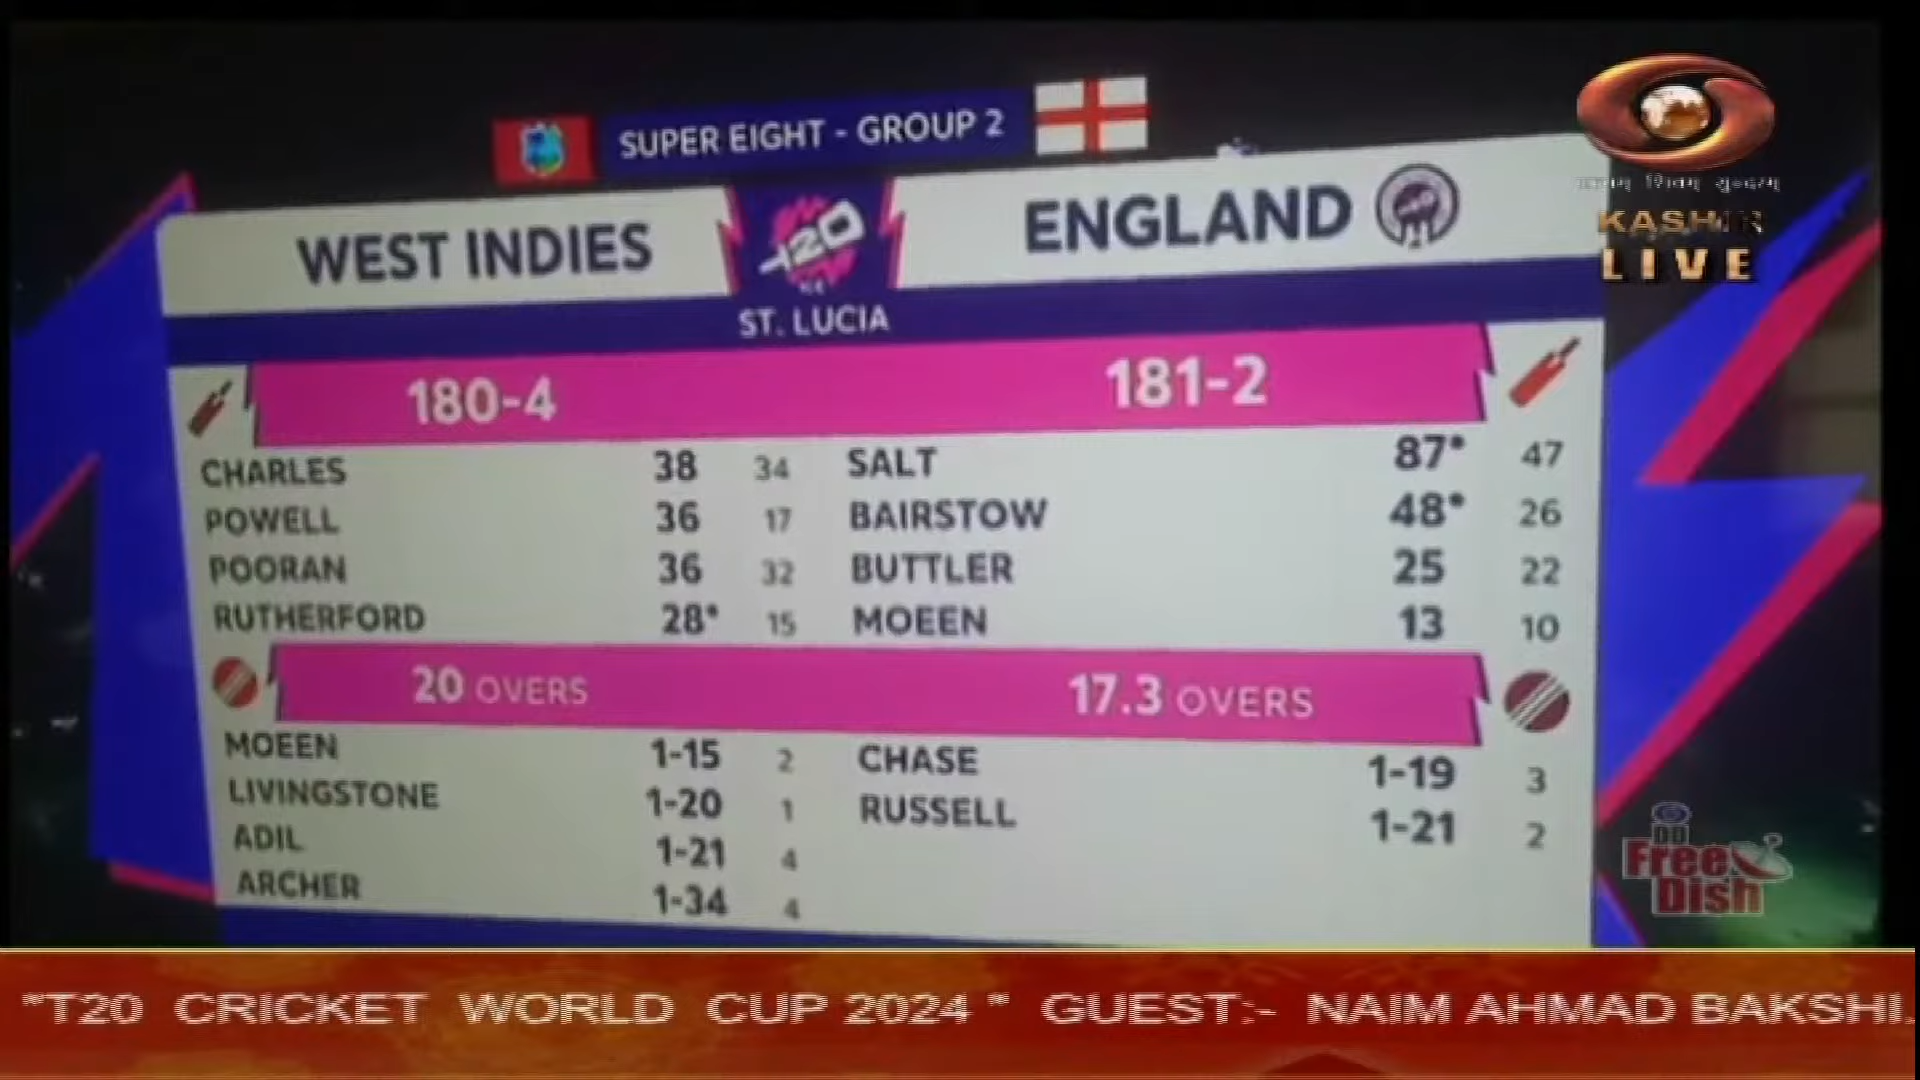 SUPER EIGHT - GROUP 2
WEST INDIES
T20
ENGLAND
ST. LUCIA
180-4
181-2
CHARLES 38 34
SALT 87* 47
POWELL 36 17
BAIRSTOW 48* 26
POORAN 36 32
BUTTLER 25 22
RUTHERFORD 28* 15
MOEEN 13 10
20 OVERS
17.3 OVERS
MOEEN 1-15 2
CHASE 1-19 3
LIVINGSTONE 1-20 1
RUSSELL 1-21 2
ADIL 1-21 4
ARCHER 1-34 4
LIVE
DD
Free
Dish
"T20 CRICKET WORLD CUP 2024 " GUEST:- NAIM AHMAD BAKSHI.